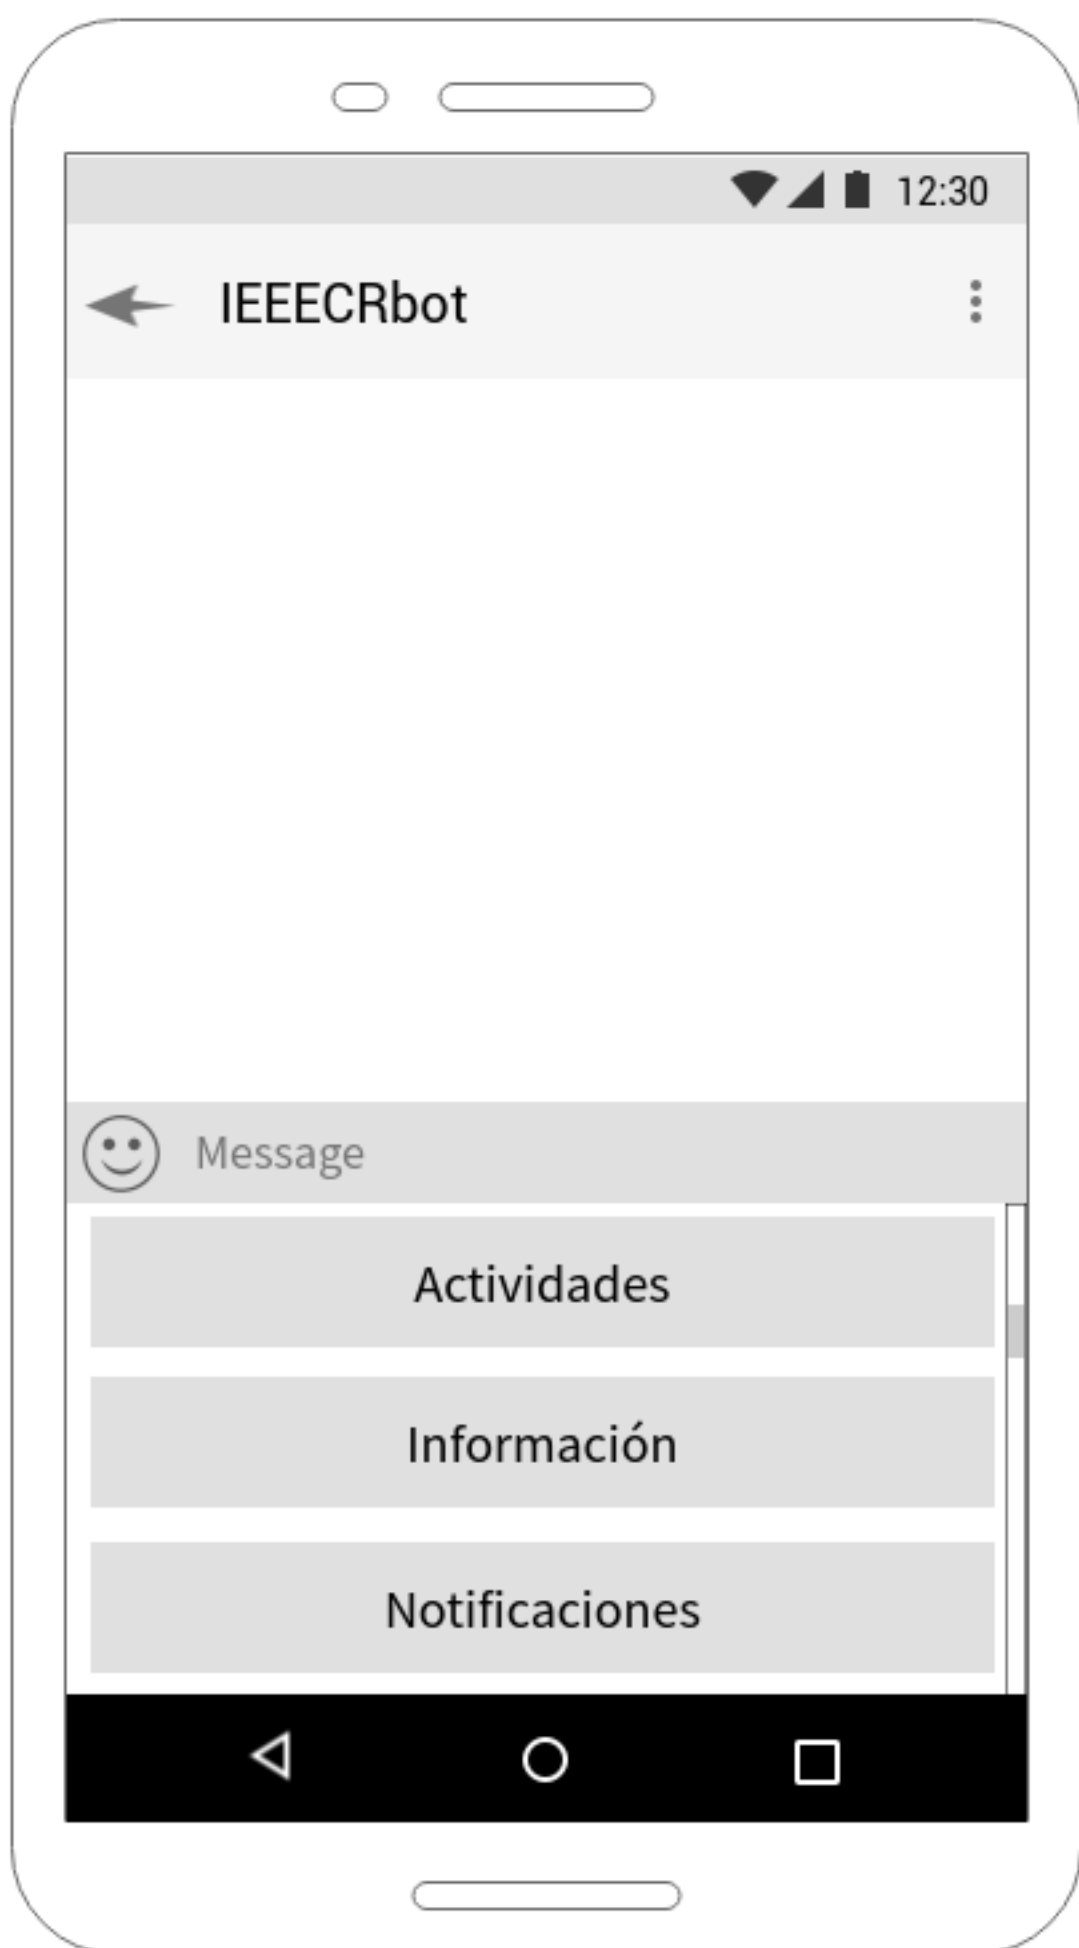 12:30
IEEECRbot
Message
Actividades
Información
Notificaciones